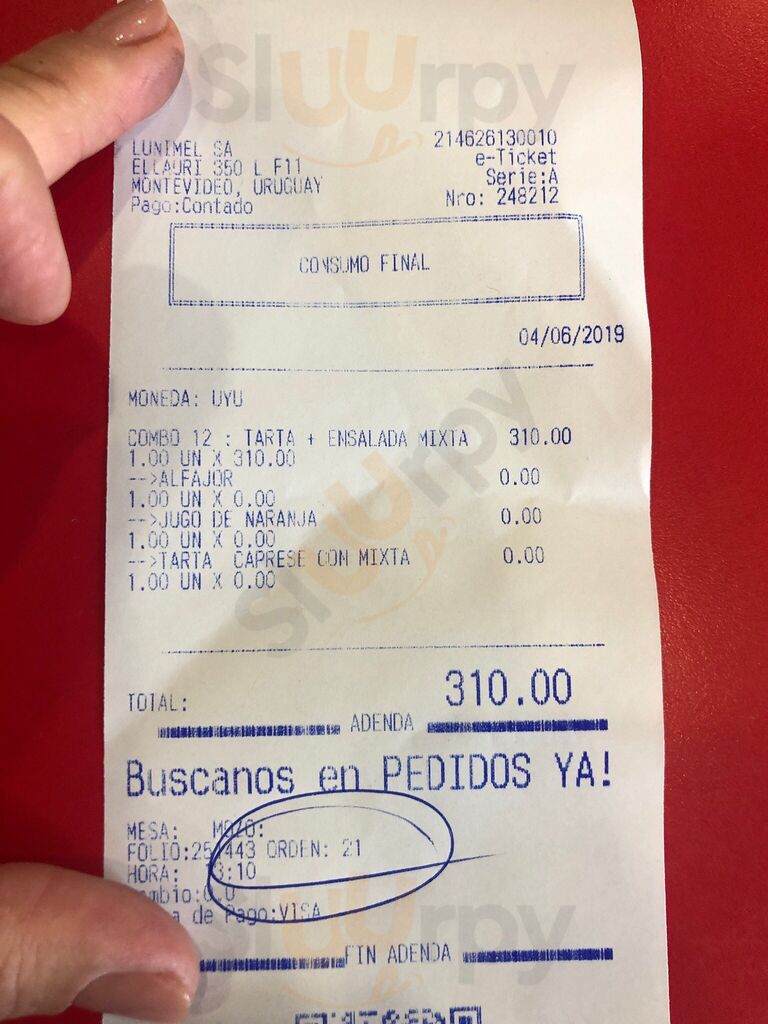 Sluurpy
LUNIMEL SA
ELLAURI 350 L F11
MONTEVIDEO, URUGUAY
Pago:Contado
214626130010
e-Ticket
Serie:A
Nro: 248212
CONSUMO FINAL
04/06/2019
MONEDA: UYU
COMBO 12 : TARTA + ENSALADA MIXTA 310.00
1.00 UN X 310.00
-->ALFAJOR 0.00
1.00 UN X 0.00
-->JUGO DE NARANJA 0.00
1.00 UN X 0.00
-->TARTA CAPRESE CON MIXTA 0.00
1.00 UN X 0.00
Sluurpy
TOTAL: 310.00
ADENDA
Buscanos en PEDIDOS YA!
MESA: MOZO:
ORDEN: 21
HORA:
de Pago:VISA
Sluurpy
FIN ADENDA